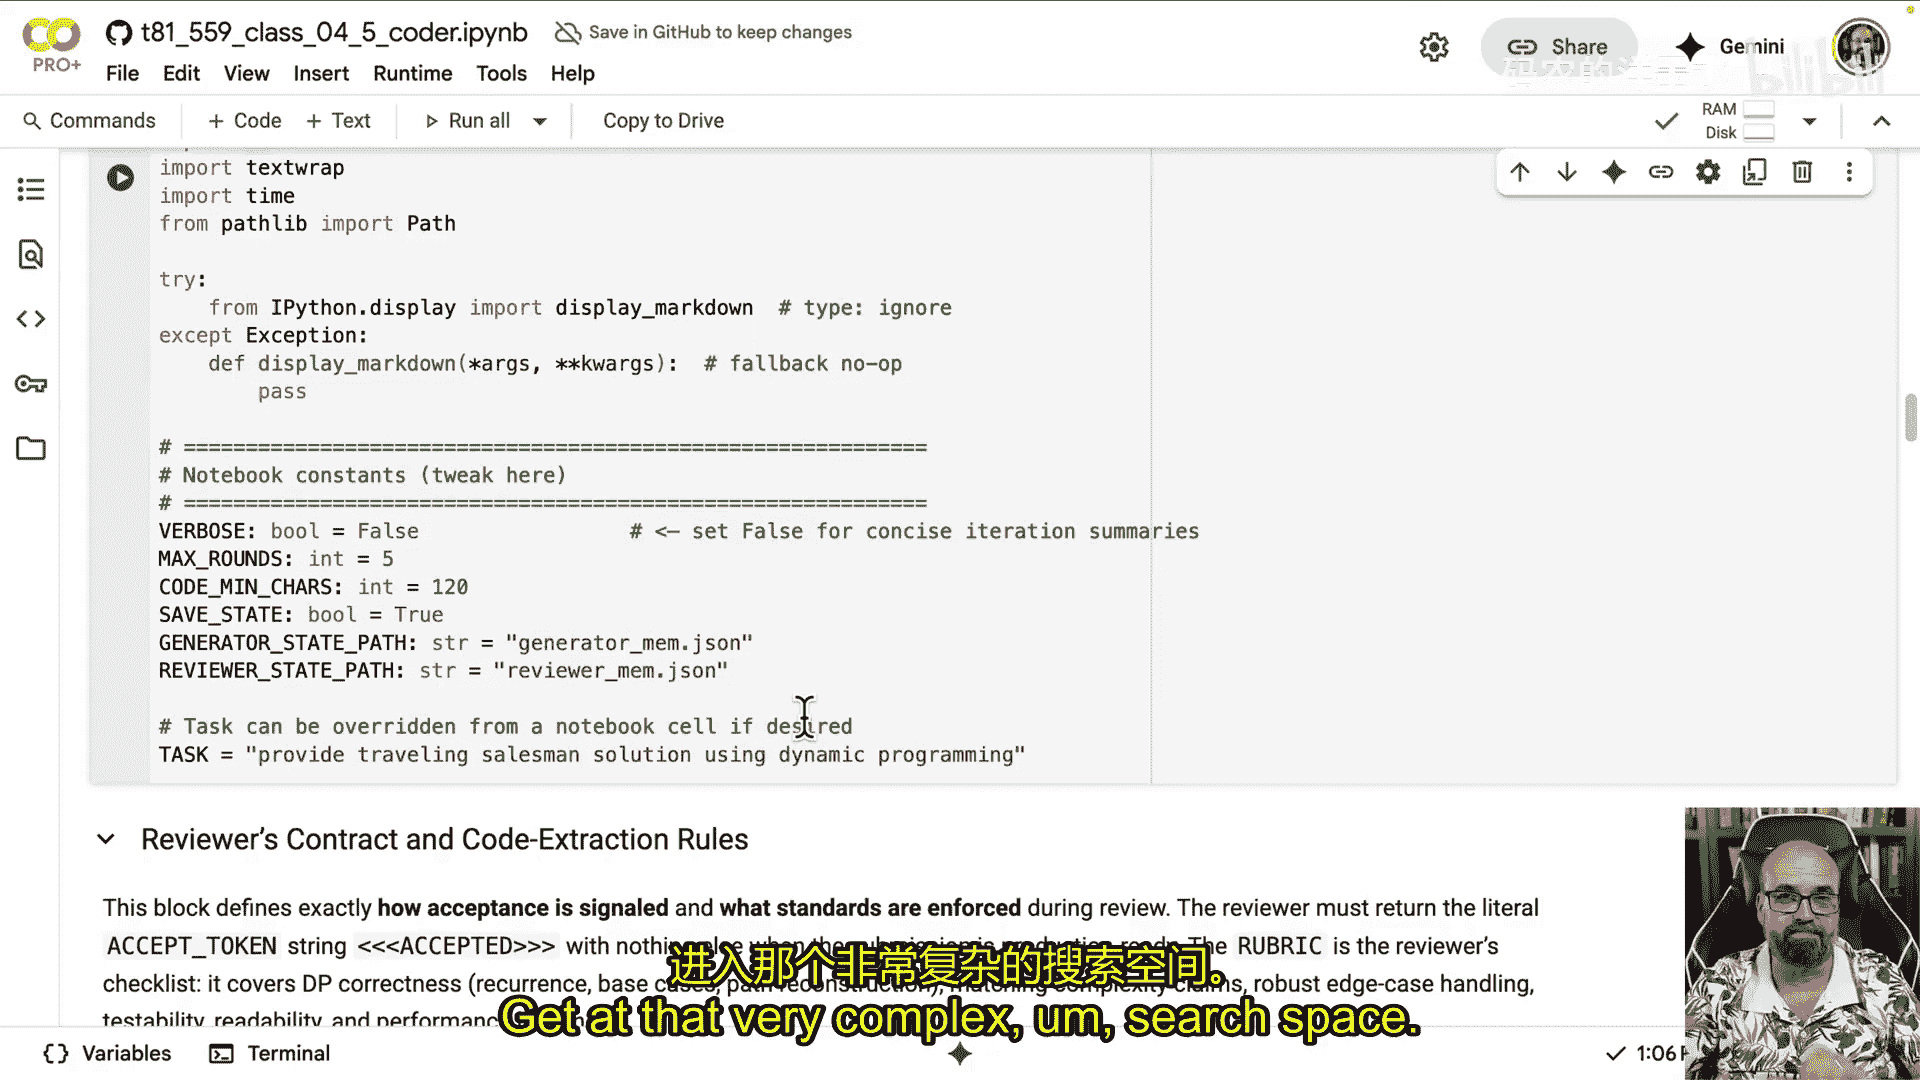 t81_559_class_04_5_coder.ipynb
Save in GitHub to keep changes
Share
Gemini
PRO+
File Edit View Insert Runtime Tools Help
Commands
+ Code + Text
Run all
Copy to Drive
RAM
Disk
import textwrap
import time
from pathlib import Path
try:
from IPython.display import display_markdown # type: ignore
except Exception:
def display_markdown(*args, **kwargs): # fallback no-op
pass
# ============================================================
# Notebook constants (tweak here)
# ============================================================
VERBOSE: bool = False # <— set False for concise iteration summaries
MAX_ROUNDS: int = 5
CODE_MIN_CHARS: int = 120
SAVE_STATE: bool = True
GENERATOR_STATE_PATH: str = "generator_mem.json"
REVIEWER_STATE_PATH: str = "reviewer_mem.json"
# Task can be overridden from a notebook cell if desired
TASK = "provide traveling salesman solution using dynamic programming"
Reviewer’s Contract and Code-Extraction Rules
This block defines exactly how acceptance is signaled and what standards are enforced during review. The reviewer must return the literal
ACCEPT_TOKEN string <<<ACCEPTED>>> with The RUBRIC is the reviewer’s
checklist: it covers DP correctness (recurrence, base robust edge-case handling,
testability, readability, and
进入那个非常复杂的搜索空间。
Get at that very complex, um, search space.
Variables
Terminal
1:06